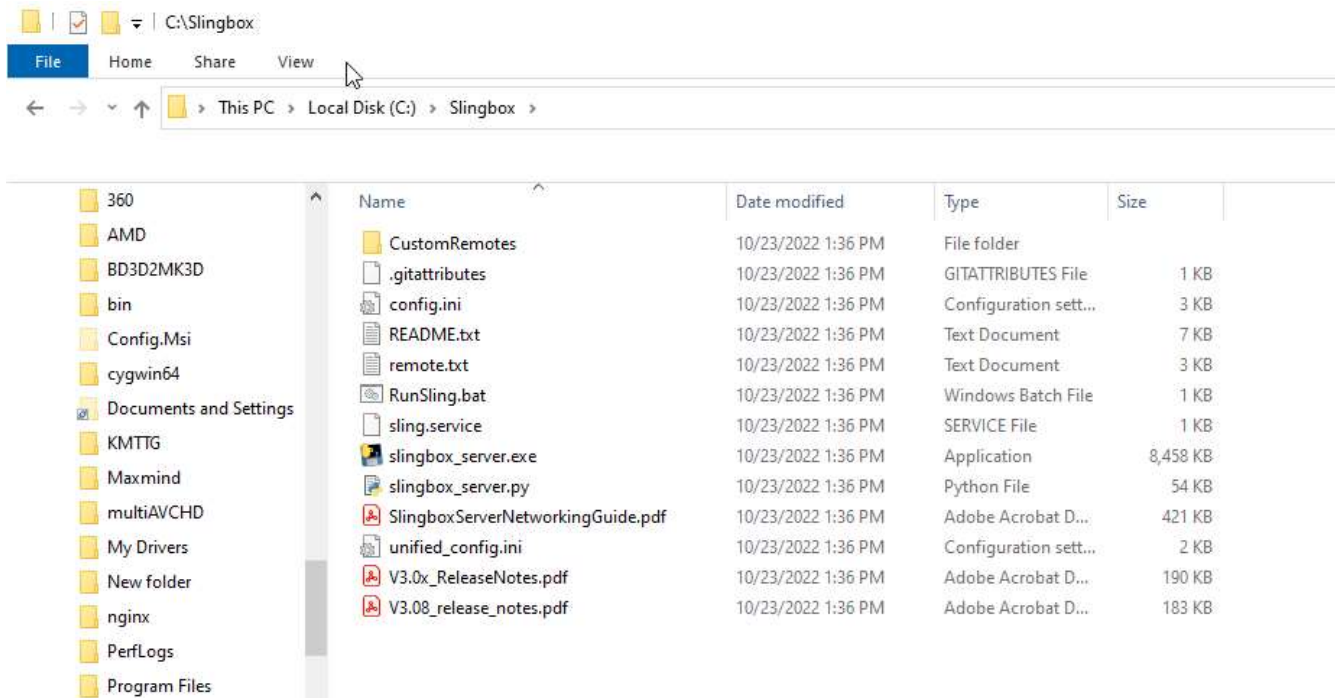 C:\Slingbox
File Home Share View
This PC > Local Disk (C:) > Slingbox >
360
AMD
BD3D2MK3D
bin
Config.Msi
cygwin64
Documents and Settings
KMTTG
Maxmind
multiAVCHD
My Drivers
New folder
nginx
PerfLogs
Program Files
Name Date modified Type Size
CustomRemotes 10/23/2022 1:36 PM File folder
.gitattributes 10/23/2022 1:36 PM GITATTRIBUTES File 1 KB
config.ini 10/23/2022 1:36 PM Configuration sett... 3 KB
README.txt 10/23/2022 1:36 PM Text Document 7 KB
remote.txt 10/23/2022 1:36 PM Text Document 3 KB
RunSling.bat 10/23/2022 1:36 PM Windows Batch File 1 KB
sling.service 10/23/2022 1:36 PM SERVICE File 1 KB
slingbox_server.exe 10/23/2022 1:36 PM Application 8,458 KB
slingbox_server.py 10/23/2022 1:36 PM Python File 54 KB
SlingboxServerNetworkingGuide.pdf 10/23/2022 1:36 PM Adobe Acrobat D... 421 KB
unified_config.ini 10/23/2022 1:36 PM Configuration sett... 2 KB
V3.0x_ReleaseNotes.pdf 10/23/2022 1:36 PM Adobe Acrobat D... 190 KB
V3.08_release_notes.pdf 10/23/2022 1:36 PM Adobe Acrobat D... 183 KB